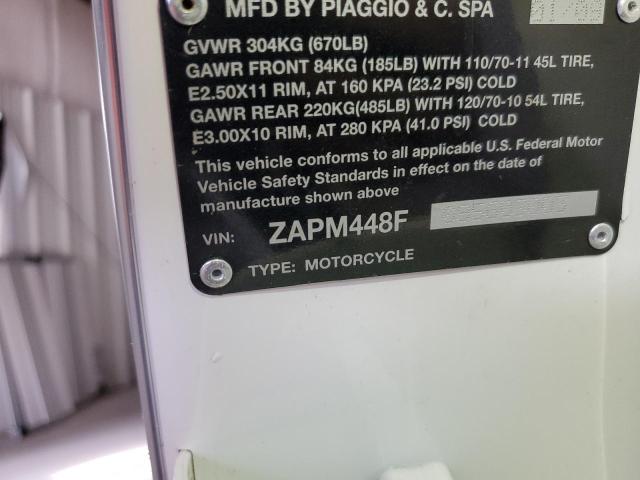 MFD BY PIAGGIO & C. SPA
GVWR 304KG (670LB)
GAWR FRONT 84KG (185LB) WITH 110/70-11 45L TIRE,
E2.50X11 RIM, AT 160 KPA (23.2 PSI) COLD
GAWR REAR 220KG(485LB) WITH 120/70-10 54L TIRE,
E3.00X10 RIM, AT 280 KPA (41.0 PSI) COLD
This vehicle conforms to all applicable U.S. Federal Motor
Vehicle Safety Standards in effect on the date of
manufacture shown above
VIN: ZAPM448F
TYPE: MOTORCYCLE